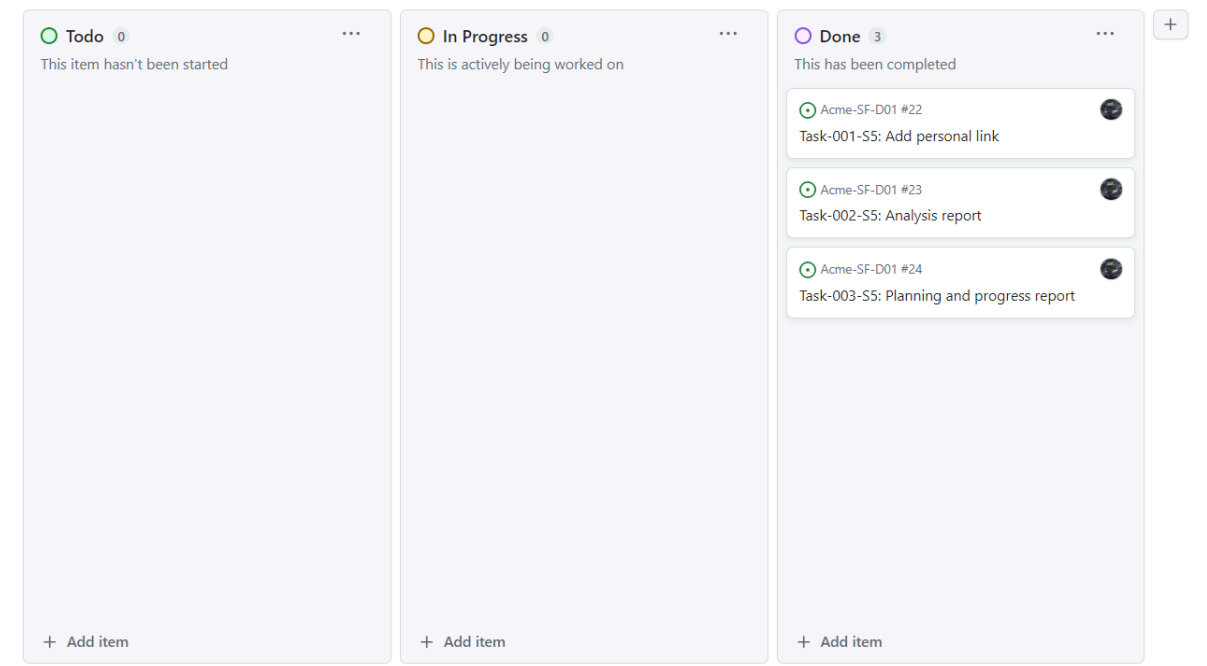 Todo 0
This item hasn't been started
Add item
In Progress 0
This is actively being worked on
Add item
Done 3
This has been completed
Acme-SF-D01 #22
Task-001-S5: Add personal link
Acme-SF-D01 #23
Task-002-S5: Analysis report
Acme-SF-D01 #24
Task-003-S5: Planning and progress report
Add item